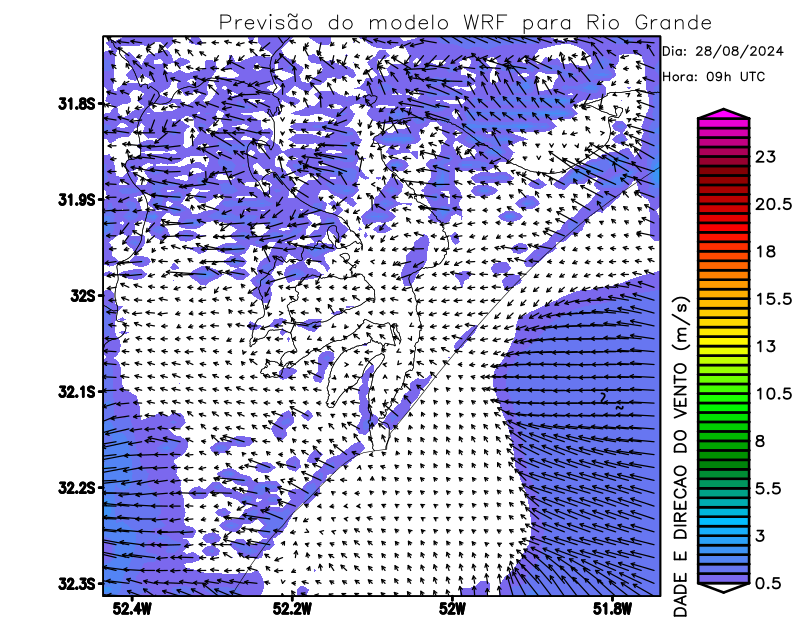 Previsão do modelo WRF para Rio Grande
Dia: 28/08/2024
Hora: 09h UTC
31.8S
31.9S
32S
32.1S
32.2S
32.3S
52.4W
52.2W
52W
51.8W
23
20.5
18
15.5
13
10.5
8
5.5
3
0.5
DADE E DIRECAO DO VENTO (m/s)